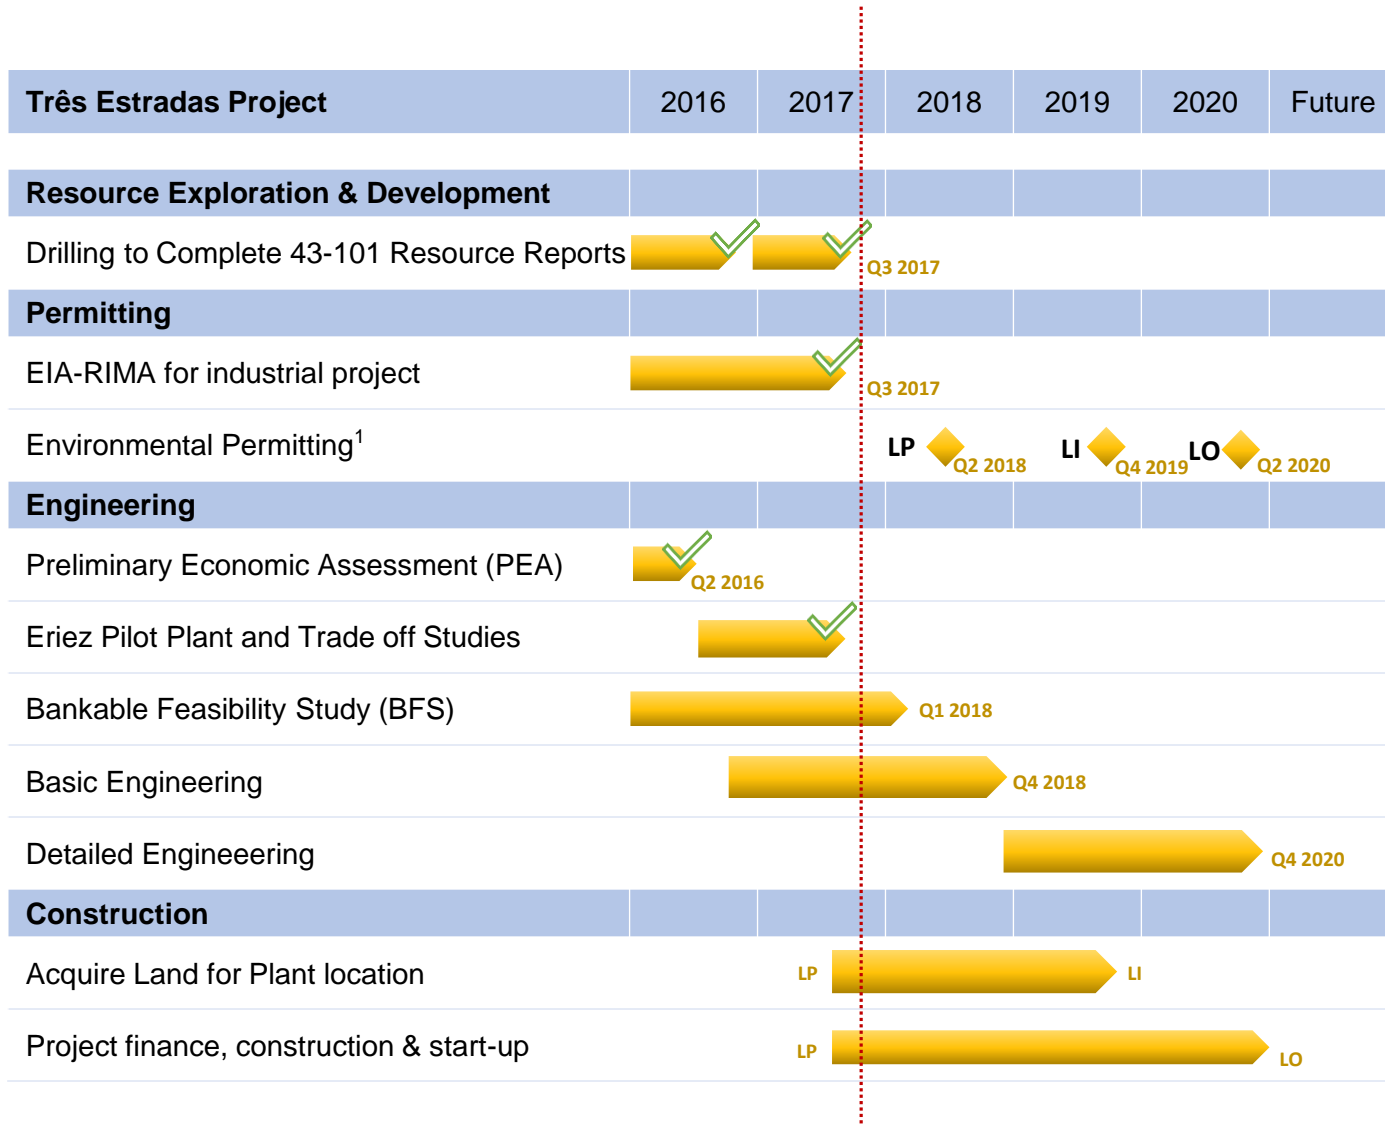 Três Estradas Project 2016 2017 2018 2019 2020 Future
Resource Exploration & Development
Drilling to Complete 43-101 Resource Reports Q3 2017
Permitting
EIA-RIMA for industrial project Q3 2017
Environmental Permitting1 LP Q2 2018 LI Q4 2019 LO Q2 2020
Engineering
Preliminary Economic Assessment (PEA) Q2 2016
Eriez Pilot Plant and Trade off Studies
Bankable Feasibility Study (BFS) Q1 2018
Basic Engineering Q4 2018
Detailed Engineeering Q4 2020
Construction
Acquire Land for Plant location LP LI
Project finance, construction & start-up LP LO